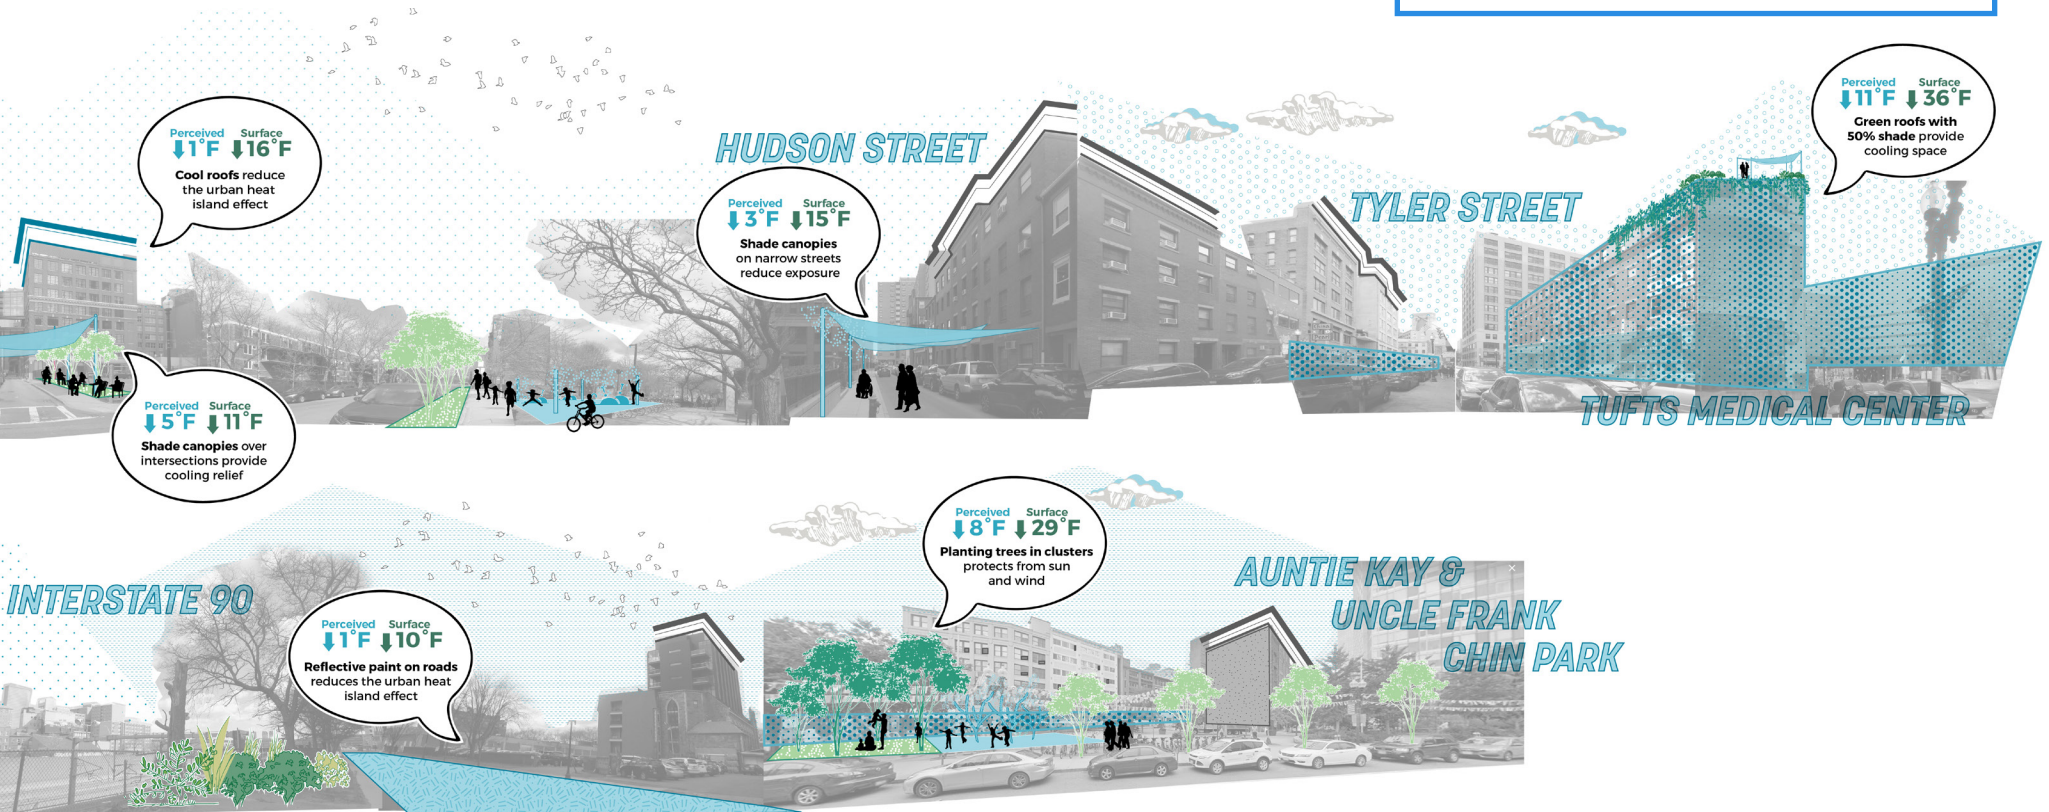 Perceived Surface
1°F 16°F
Cool roofs reduce
the urban heat
island effect
HUDSON STREET
Perceived Surface
3°F 15°F
Shade canopies
on narrow streets
reduce exposure
TYLER STREET
Perceived Surface
11°F 36°F
Green roofs with
50% shade provide
cooling space
TUFTS MEDICAL CENTER
Perceived Surface
5°F 11°F
Shade canopies over
intersections provide
cooling relief
INTERSTATE 90
Perceived Surface
1°F 10°F
Reflective paint on roads
reduces the urban heat
island effect
Perceived Surface
8°F 29°F
Planting trees in clusters
protects from sun
and wind
AUNTIE KAY &
UNCLE FRANK
CHIN PARK